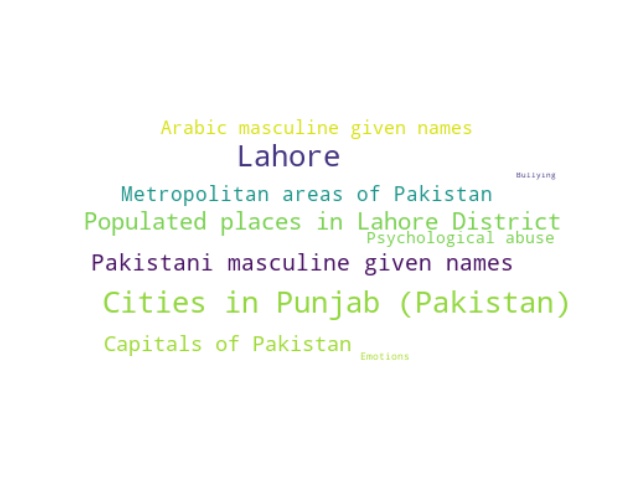 Arabic masculine given names
Lahore
Bullying
Metropolitan areas of Pakistan
Populated places in Lahore District
Psychological abuse
Pakistani masculine given names
Cities in Punjab (Pakistan)
Capitals of Pakistan
Emotions